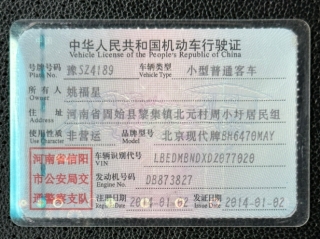 中华人民共和国机动车行驶证
Vehicle License of the People's Republic of China
号牌号码 豫SZ4189 车辆类型 小型普通客车
Plate No. Vehicle Type
所有人 姚福星
Owner
住址 河南省固始县黎集镇北元村周小圩居民组
Address
使用性质 非营运 品牌型号 北京现代牌BH6470MAY
Use Character Model
河南省信阳市公安局交通警察支队
车辆识别代号 LBEDMBNDXDZ077020
VIN
发动机号码 DB873827
Engine No.
注册日期 2014-01-02 发证日期 2014-01-02
Register Date Issue Date